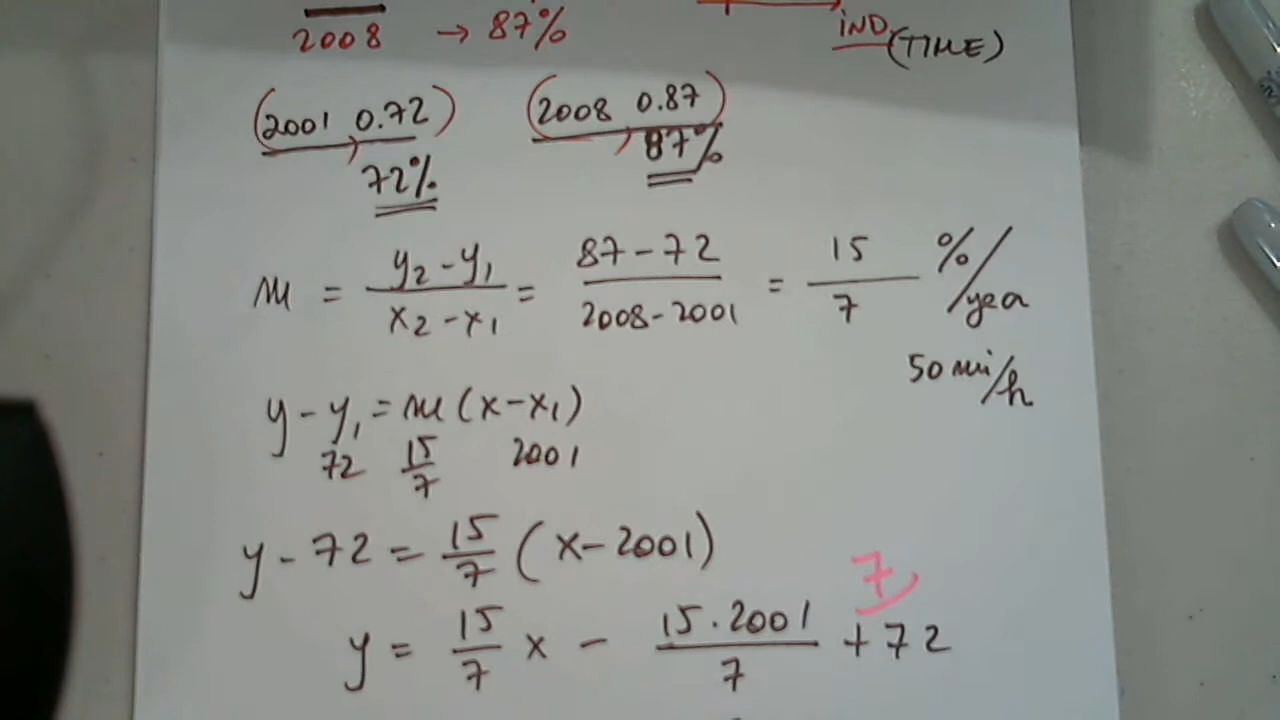 2008 → 87%
IND (TIME)
(2001 0.72) (2008 0.87)
72% 87%
m = y₂-y₁ / x₂-x₁ = 87-72 / 2008-2001 = 15 / 7 %/year
50 mi/h
y-y₁ = m(x-x₁)
72 15/7 2001
y-72 = 15/7 (x-2001)
7
y = 15/7 x - 15.2001/7 +72